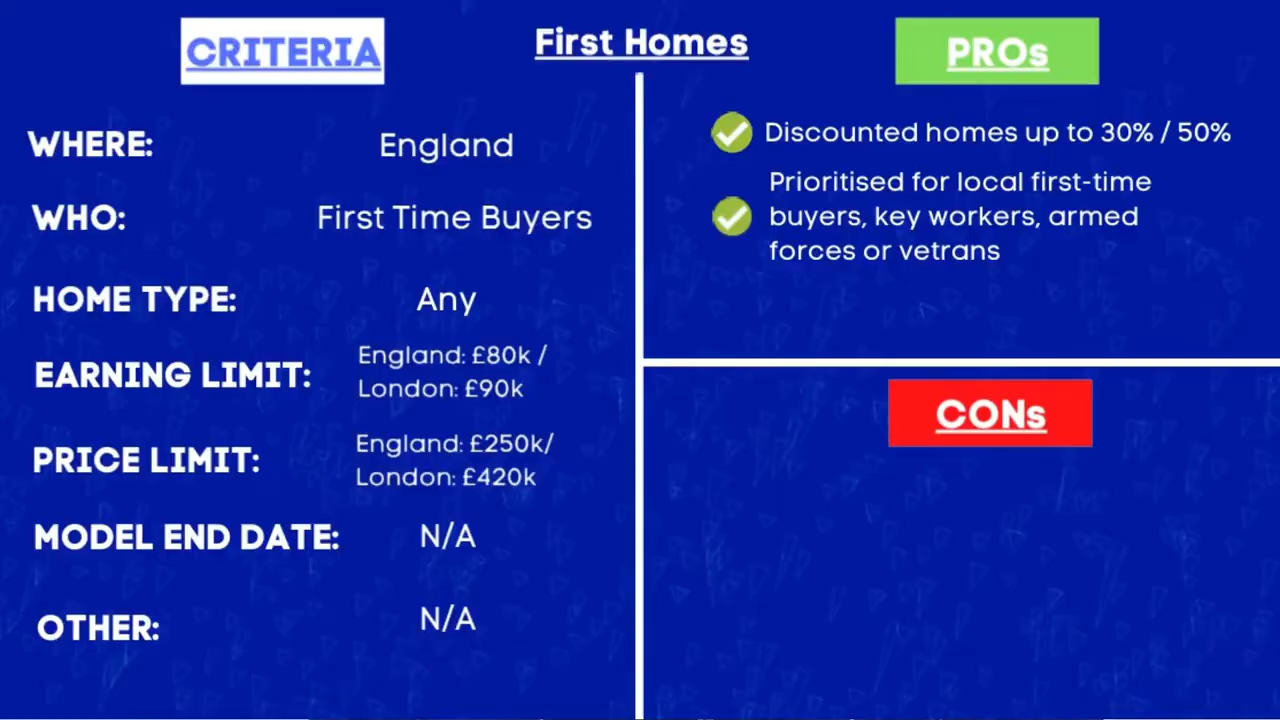 First Homes
CRITERIA
WHERE: England
WHO: First Time Buyers
HOME TYPE: Any
EARNING LIMIT: England: £80k /
London: £90k
PRICE LIMIT: England: £250k/
London: £420k
MODEL END DATE: N/A
OTHER: N/A
PROs
Discounted homes up to 30% / 50%
Prioritised for local first-time
buyers, key workers, armed
forces or vetrans
CONs